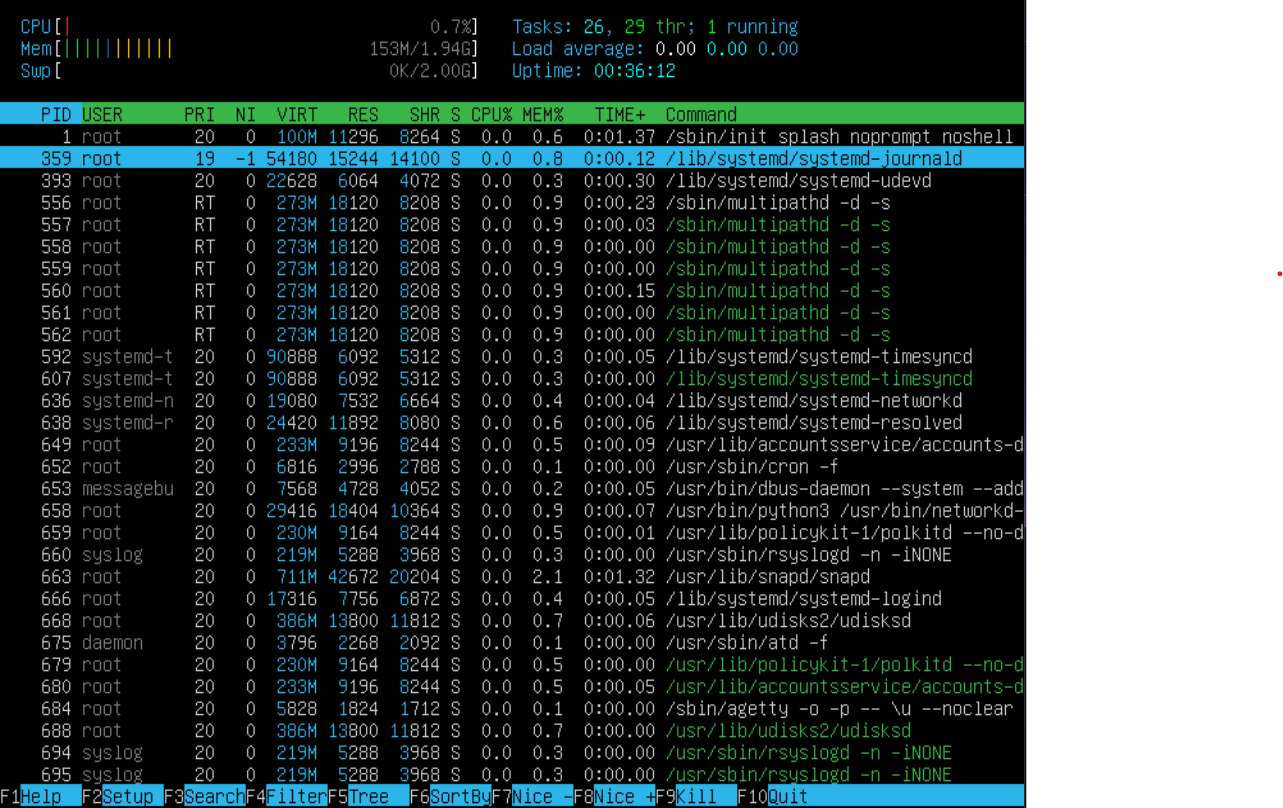 CPU[| 0.7%] Tasks: 26, 29 thr; 1 running
Mem[||||||||||| 153M/1.94G] Load average: 0.00 0.00 0.00
Swp[ 0K/2.00G] Uptime: 00:36:12
PID USER PRI NI VIRT RES SHR S CPU% MEM% TIME+ Command
1 root 20 0 100M 11296 8264 S 0.0 0.6 0:01.37 /sbin/init splash noprompt noshell
359 root 19 -1 54180 15244 14100 S 0.0 0.8 0:00.12 /lib/systemd/systemd-journald
393 root 20 0 22628 6064 4072 S 0.0 0.3 0:00.30 /lib/systemd/systemd-udevd
556 root RT 0 273M 18120 8208 S 0.0 0.9 0:00.23 /sbin/multipathd -d -s
557 root RT 0 273M 18120 8208 S 0.0 0.9 0:00.03 /sbin/multipathd -d -s
558 root RT 0 273M 18120 8208 S 0.0 0.9 0:00.00 /sbin/multipathd -d -s
559 root RT 0 273M 18120 8208 S 0.0 0.9 0:00.00 /sbin/multipathd -d -s
560 root RT 0 273M 18120 8208 S 0.0 0.9 0:00.15 /sbin/multipathd -d -s
561 root RT 0 273M 18120 8208 S 0.0 0.9 0:00.00 /sbin/multipathd -d -s
562 root RT 0 273M 18120 8208 S 0.0 0.9 0:00.00 /sbin/multipathd -d -s
592 systemd-t 20 0 90888 6092 5312 S 0.0 0.3 0:00.05 /lib/systemd/systemd-timesyncd
607 systemd-t 20 0 90888 6092 5312 S 0.0 0.3 0:00.00 /lib/systemd/systemd-timesyncd
636 systemd-n 20 0 19080 7532 6664 S 0.0 0.4 0:00.04 /lib/systemd/systemd-networkd
638 systemd-r 20 0 24420 11892 8080 S 0.0 0.6 0:00.06 /lib/systemd/systemd-resolved
649 root 20 0 233M 9196 8244 S 0.0 0.5 0:00.09 /usr/lib/accountsservice/accounts-d
652 root 20 0 6816 2996 2788 S 0.0 0.1 0:00.00 /usr/sbin/cron -f
653 messagebu 20 0 7568 4728 4052 S 0.0 0.2 0:00.05 /usr/bin/dbus-daemon --system --add
658 root 20 0 29416 18404 10364 S 0.0 0.9 0:00.07 /usr/bin/python3 /usr/bin/networkd-
659 root 20 0 230M 9164 8244 S 0.0 0.5 0:00.01 /usr/lib/policykit-1/polkitd --no-d
660 syslog 20 0 219M 5288 3968 S 0.0 0.3 0:00.00 /usr/sbin/rsyslogd -n -iNONE
663 root 20 0 711M 42672 20204 S 0.0 2.1 0:01.32 /usr/lib/snapd/snapd
666 root 20 0 17316 7756 6872 S 0.0 0.4 0:00.05 /lib/systemd/systemd-logind
668 root 20 0 386M 13800 11812 S 0.0 0.7 0:00.06 /usr/lib/udisks2/udisksd
675 daemon 20 0 3796 2268 2092 S 0.0 0.1 0:00.00 /usr/sbin/atd -f
679 root 20 0 230M 9164 8244 S 0.0 0.5 0:00.00 /usr/lib/policykit-1/polkitd --no-d
680 root 20 0 233M 9196 8244 S 0.0 0.5 0:00.05 /usr/lib/accountsservice/accounts-d
684 root 20 0 5828 1824 1712 S 0.0 0.1 0:00.00 /sbin/agetty -o -p -- \u --noclear
688 root 20 0 386M 13800 11812 S 0.0 0.7 0:00.00 /usr/lib/udisks2/udisksd
694 syslog 20 0 219M 5288 3968 S 0.0 0.3 0:00.00 /usr/sbin/rsyslogd -n -iNONE
695 syslog 20 0 219M 5288 3968 S 0.0 0.3 0:00.00 /usr/sbin/rsyslogd -n -iNONE
F1Help F2Setup F3SearchF4FilterF5Tree F6SortByF7Nice -F8Nice +F9Kill F10Quit